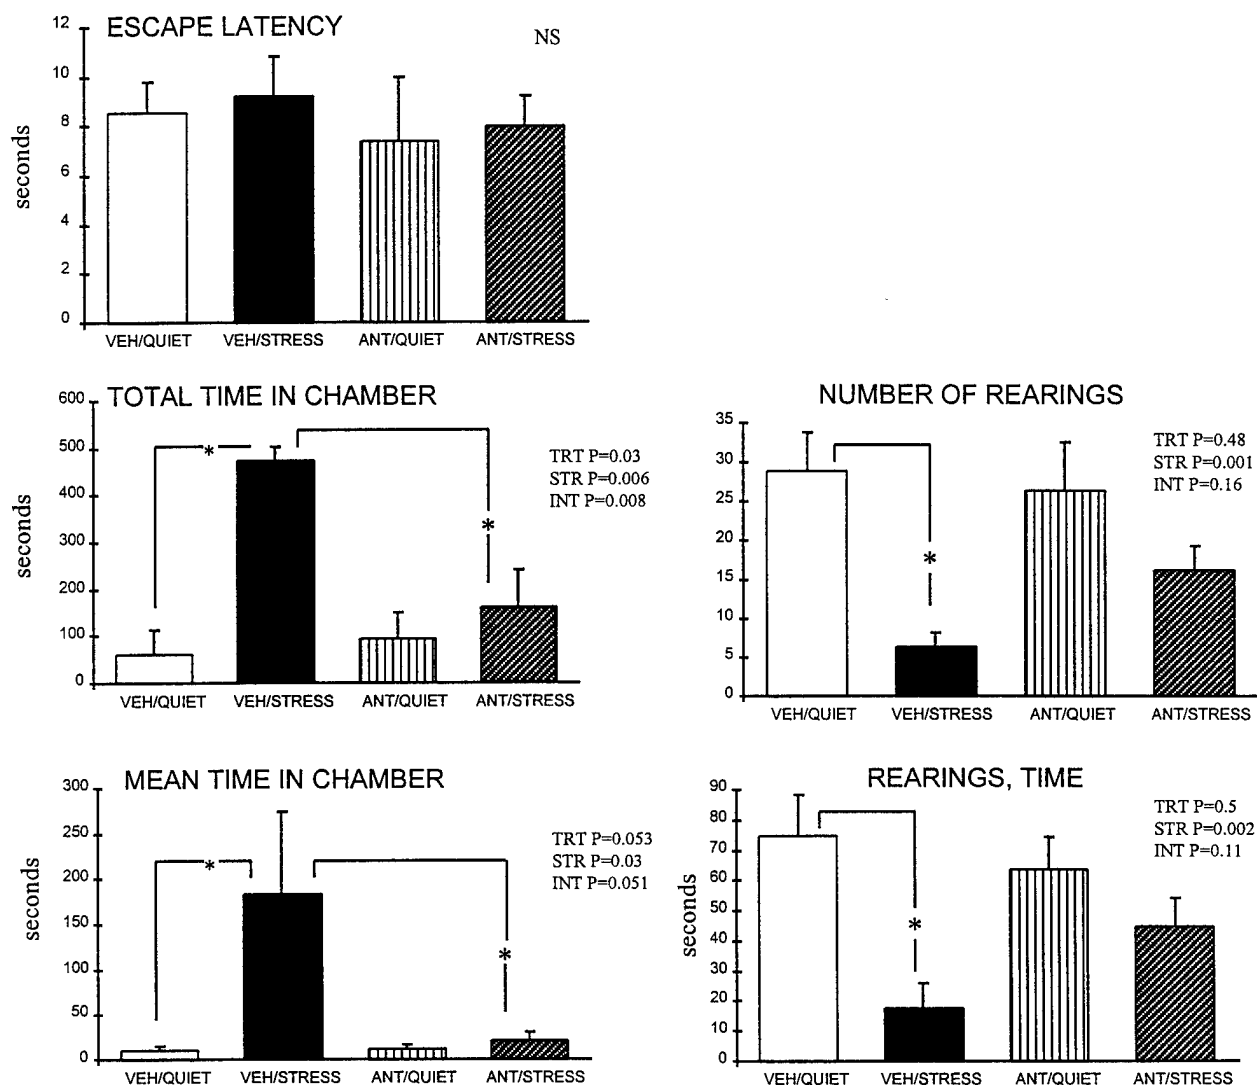 ESCAPE LATENCY
NS
12
10
8
6
4
2
0
seconds
VEH/QUIET VEH/STRESS ANT/QUIET ANT/STRESS
TOTAL TIME IN CHAMBER
600
500
400
300
200
100
0
seconds
*
*
TRT P=0.03
STR P=0.006
INT P=0.008
VEH/QUIET VEH/STRESS ANT/QUIET ANT/STRESS
NUMBER OF REARINGS
35
30
25
20
15
10
5
0
*
TRT P=0.48
STR P=0.001
INT P=0.16
VEH/QUIET VEH/STRESS ANT/QUIET ANT/STRESS
MEAN TIME IN CHAMBER
300
250
200
150
100
50
0
seconds
*
*
TRT P=0.053
STR P=0.03
INT P=0.051
VEH/QUIET VEH/STRESS ANT/QUIET ANT/STRESS
REARINGS, TIME
90
80
70
60
50
40
30
20
10
0
seconds
*
TRT P=0.5
STR P=0.002
INT P=0.11
VEH/QUIET VEH/STRESS ANT/QUIET ANT/STRESS